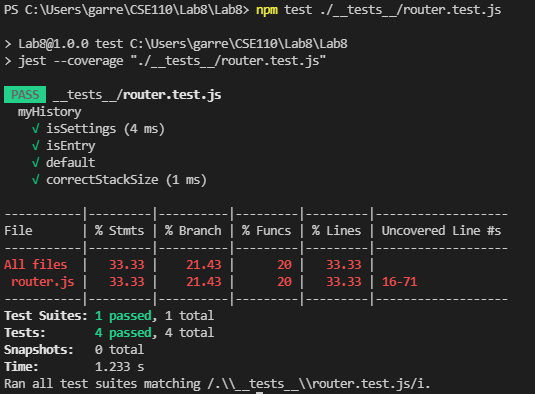 PS C:\Users\garre\CSE110\Lab8\Lab8> npm test ./__tests__/router.test.js
> Lab8@1.0.0 test C:\Users\garre\CSE110\Lab8\Lab8
> jest --coverage "./__tests__/router.test.js"
PASS __tests__/router.test.js
myHistory
√ isSettings (4 ms)
√ isEntry
√ default
√ correctStackSize (1 ms)
-----------|---------|----------|---------|---------|-------------------
File       | % Stmts | % Branch | % Funcs | % Lines | Uncovered Line #s
-----------|---------|----------|---------|---------|-------------------
All files  |   33.33 |    21.43 |      20 |   33.33 |
 router.js |   33.33 |    21.43 |      20 |   33.33 | 16-71
-----------|---------|----------|---------|---------|-------------------
Test Suites: 1 passed, 1 total
Tests:       4 passed, 4 total
Snapshots:   0 total
Time:        1.233 s
Ran all test suites matching /.\\__tests__\\router.test.js/i.